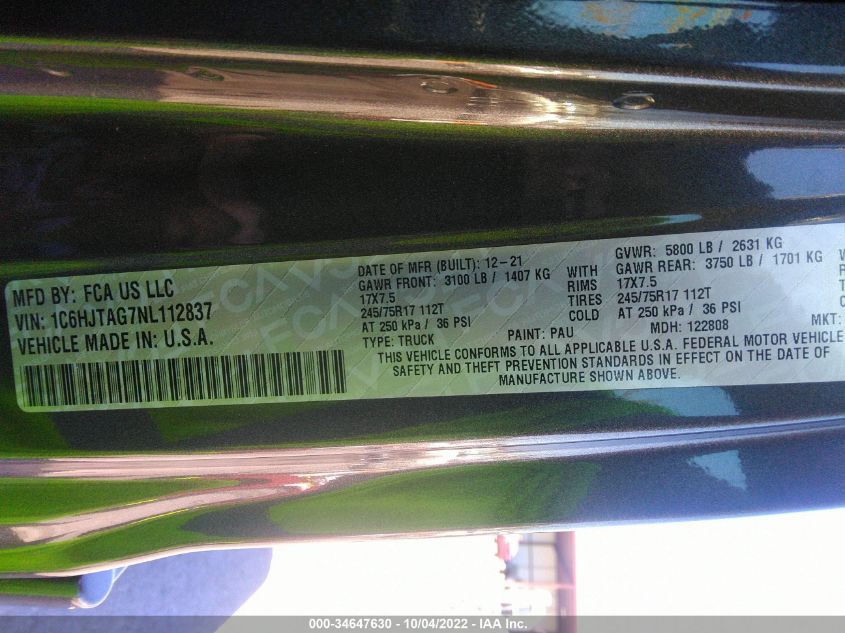 MFD BY: FCA US LLC
VIN: 1C6HJTAG7NL112837
VEHICLE MADE IN: U.S.A.
DATE OF MFR (BUILT): 12-21
GVWR: 5800 LB / 2631 KG
GAWR FRONT: 3100 LB / 1407 KG WITH GAWR REAR: 3750 LB / 1701 KG
17X7.5 RIMS 17X7.5
245/75R17 112T TIRES 245/75R17 112T
AT 250 kPa / 36 PSI COLD AT 250 kPa / 36 PSI
TYPE: TRUCK PAINT: PAU MDH: 122808 MKT:
THIS VEHICLE CONFORMS TO ALL APPLICABLE U.S.A. FEDERAL MOTOR VEHICLE
SAFETY AND THEFT PREVENTION STANDARDS IN EFFECT ON THE DATE OF
MANUFACTURE SHOWN ABOVE.
000-34647630 - 10/04/2022 - IAA Inc.